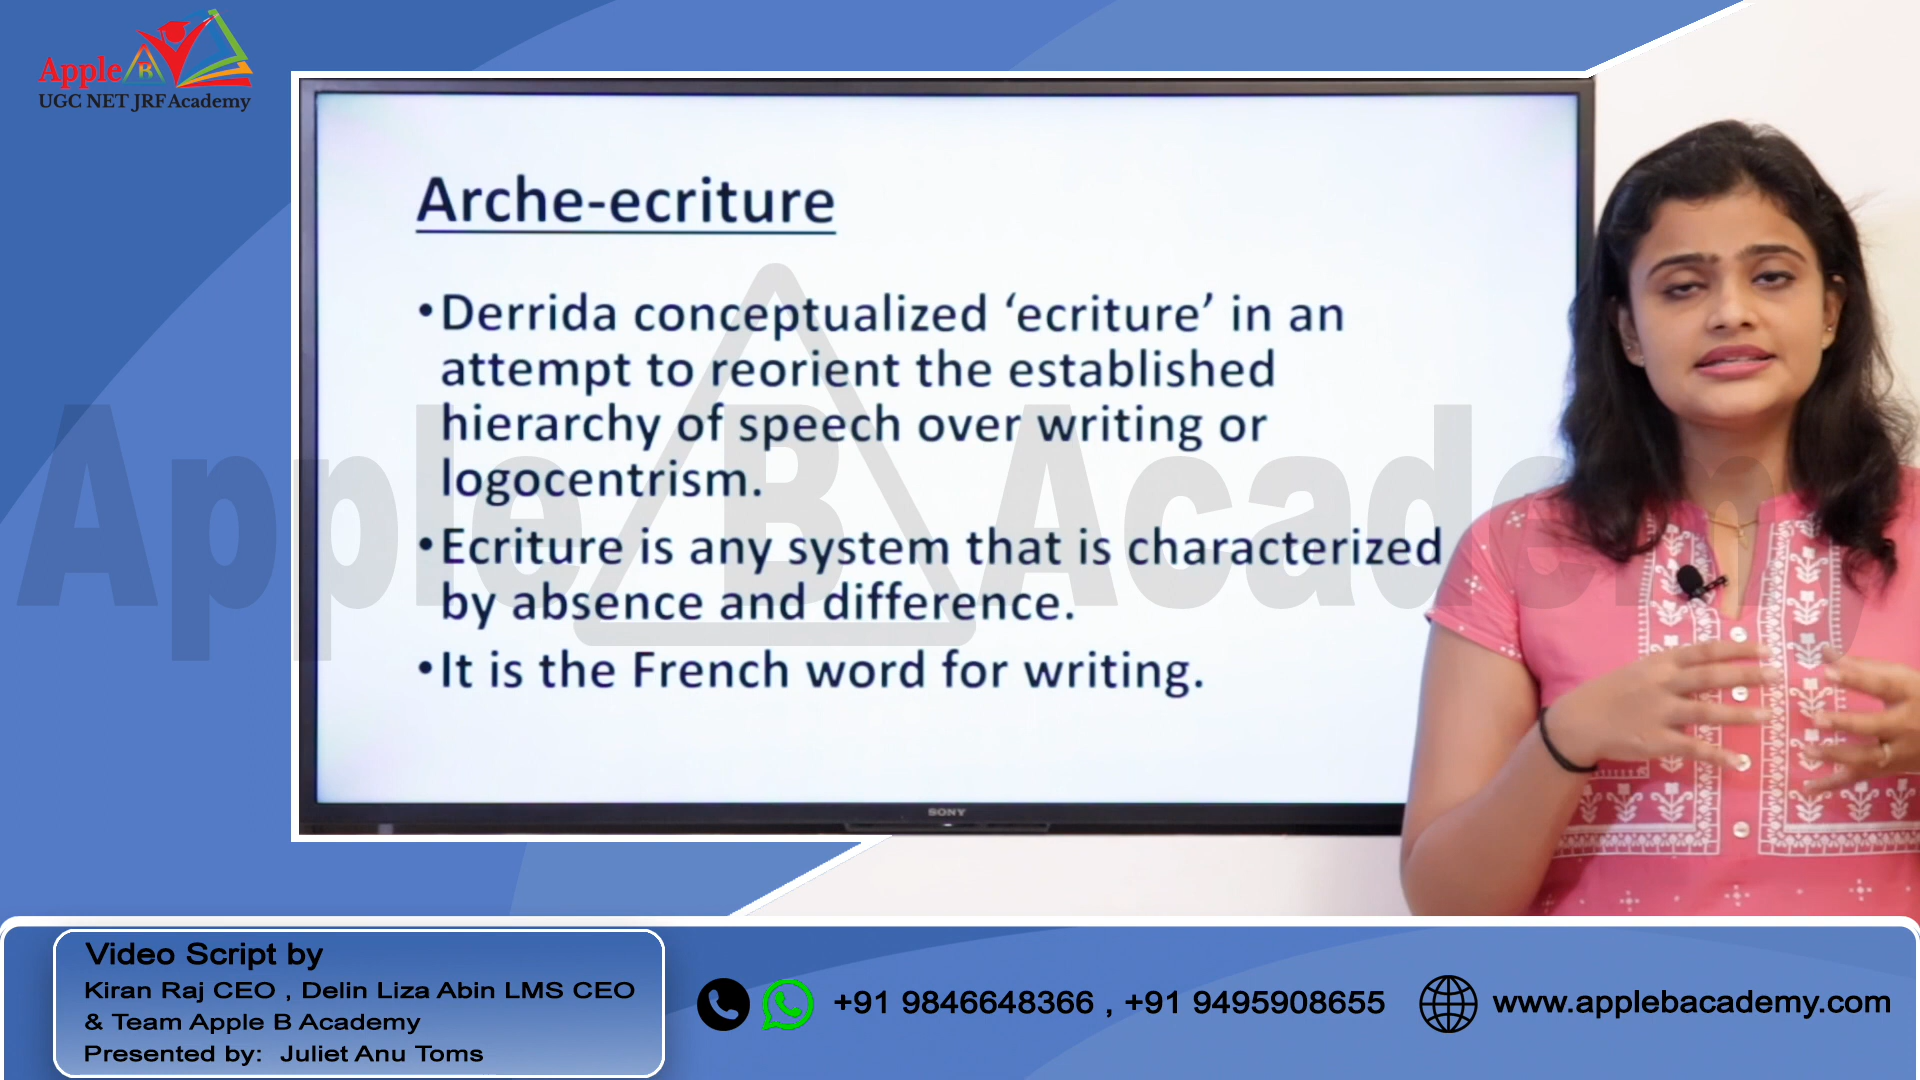 Apple B
UGC NET JRF Academy
Arche-ecriture
•Derrida conceptualized ‘ecriture’ in an
attempt to reorient the established
hierarchy of speech over writing or
logocentrism.
•Ecriture is any system that is characterized
by absence and difference.
•It is the French word for writing.
Apple B Academy
SONY
Video Script by
Kiran Raj CEO , Delin Liza Abin LMS CEO
& Team Apple B Academy
Presented by: Juliet Anu Toms
+91 9846648366 , +91 9495908655
www.applebacademy.com